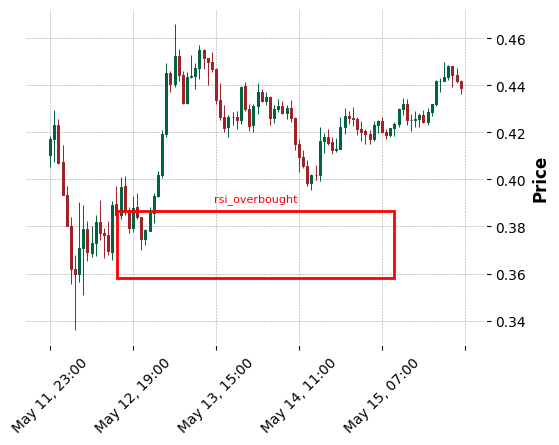 0.46
0.44
0.42
0.40
0.38
0.36
0.34
Price
rsi_overbought
May 11, 23:00
May 12, 19:00
May 13, 15:00
May 14, 11:00
May 15, 07:00